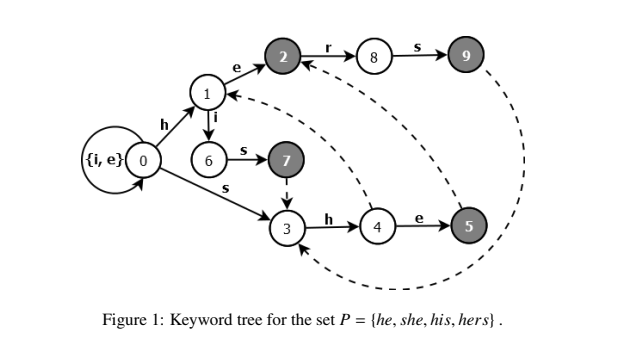 e 2 r 8 s 9
h 1 i
{i, e} 0 6 s 7
s
3 h 4 e 5
Figure 1: Keyword tree for the set P = {he, she, his, hers} .